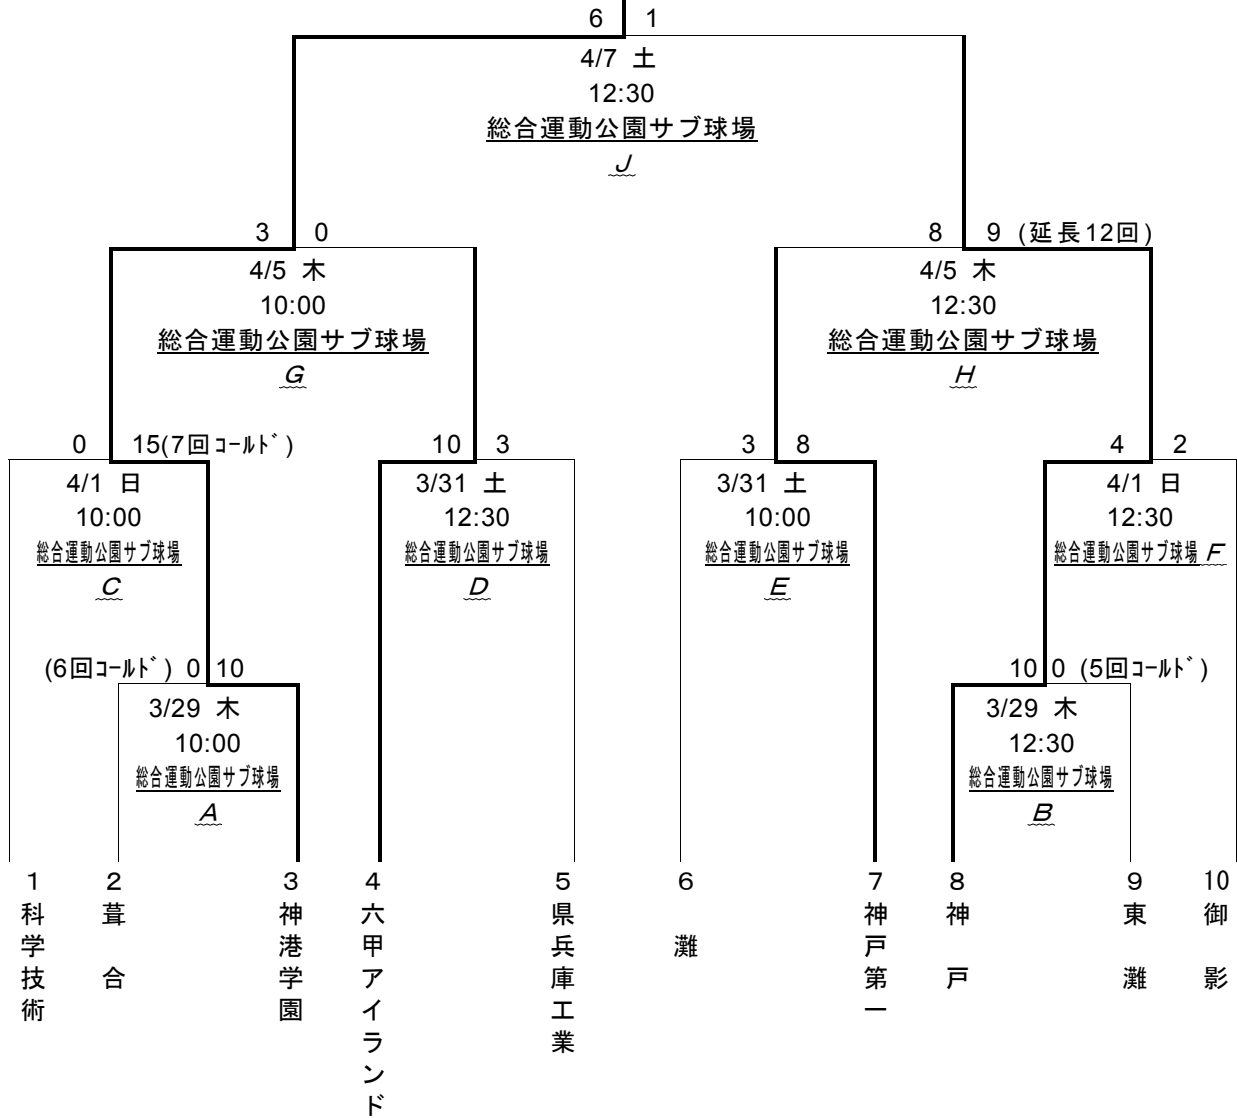 6 1
4/7 土
12:30
総合運動公園サブ球場
J
3 0
8 9 (延長12回)
4/5 木
10:00
総合運動公園サブ球場
G
4/5 木
12:30
総合運動公園サブ球場
H
0 15(7回ｺｰﾙﾄﾞ)
10 3
3 8
4 2
4/1 日
10:00
総合運動公園サブ球場
C
3/31 土
12:30
総合運動公園サブ球場
D
3/31 土
10:00
総合運動公園サブ球場
E
4/1 日
12:30
総合運動公園サブ球場 F
(6回ｺｰﾙﾄﾞ) 0 10
10 0 (5回ｺｰﾙﾄﾞ)
3/29 木
10:00
総合運動公園サブ球場
A
3/29 木
12:30
総合運動公園サブ球場
B
1
科学技術
2
葺合
3
神港学園
4
六甲アイランド
5
県兵庫工業
6
灘
7
神戸第一
8
神戸
9
東灘
10
御影